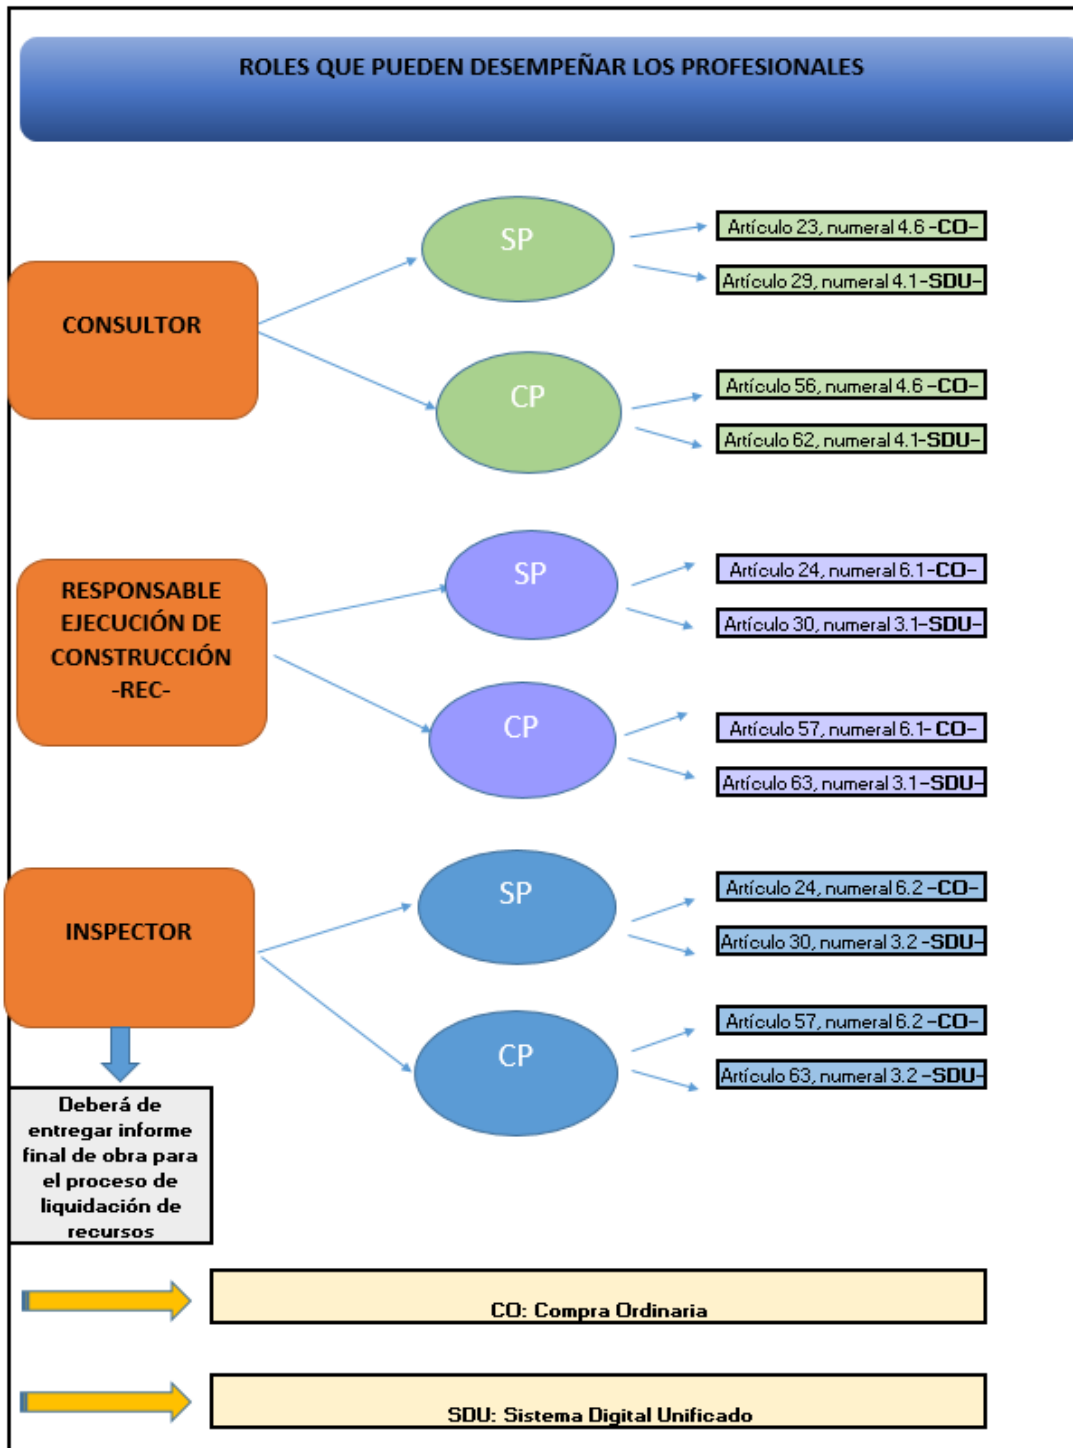 ROLES QUE PUEDEN DESEMPEÑAR LOS PROFESIONALES
CONSULTOR
SP
Artículo 23, numeral 4.6 -CO-
Artículo 29, numeral 4.1-SDU-
CP
Artículo 56, numeral 4.6 -CO-
Artículo 62, numeral 4.1-SDU-
RESPONSABLE
EJECUCIÓN DE
CONSTRUCCIÓN
-REC-
SP
Artículo 24, numeral 6.1-CO-
Artículo 30, numeral 3.1-SDU-
CP
Artículo 57, numeral 6.1- CO-
Artículo 63, numeral 3.1-SDU-
INSPECTOR
SP
Artículo 24, numeral 6.2 -CO-
Artículo 30, numeral 3.2 -SDU-
CP
Artículo 57, numeral 6.2 -CO-
Artículo 63, numeral 3.2 -SDU-
Deberá de
entregar informe
final de obra para
el proceso de
liquidación de
recursos
CO: Compra Ordinaria
SDU: Sistema Digital Unificado